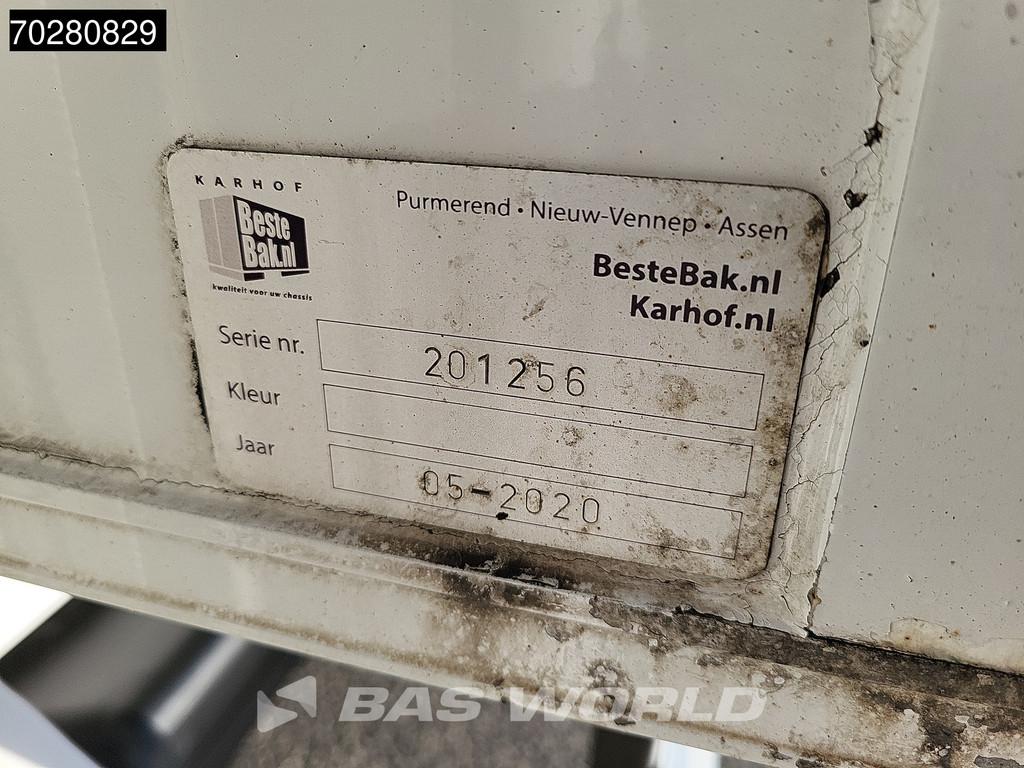 70280829
KARHOF
Beste
Bak.nl
kwaliteit voor uw chassis
Purmerend · Nieuw-Vennep · Assen
BesteBak.nl
Karhof.nl
Serie nr. 201256
Kleur
Jaar 05-2020
BAS WORLD